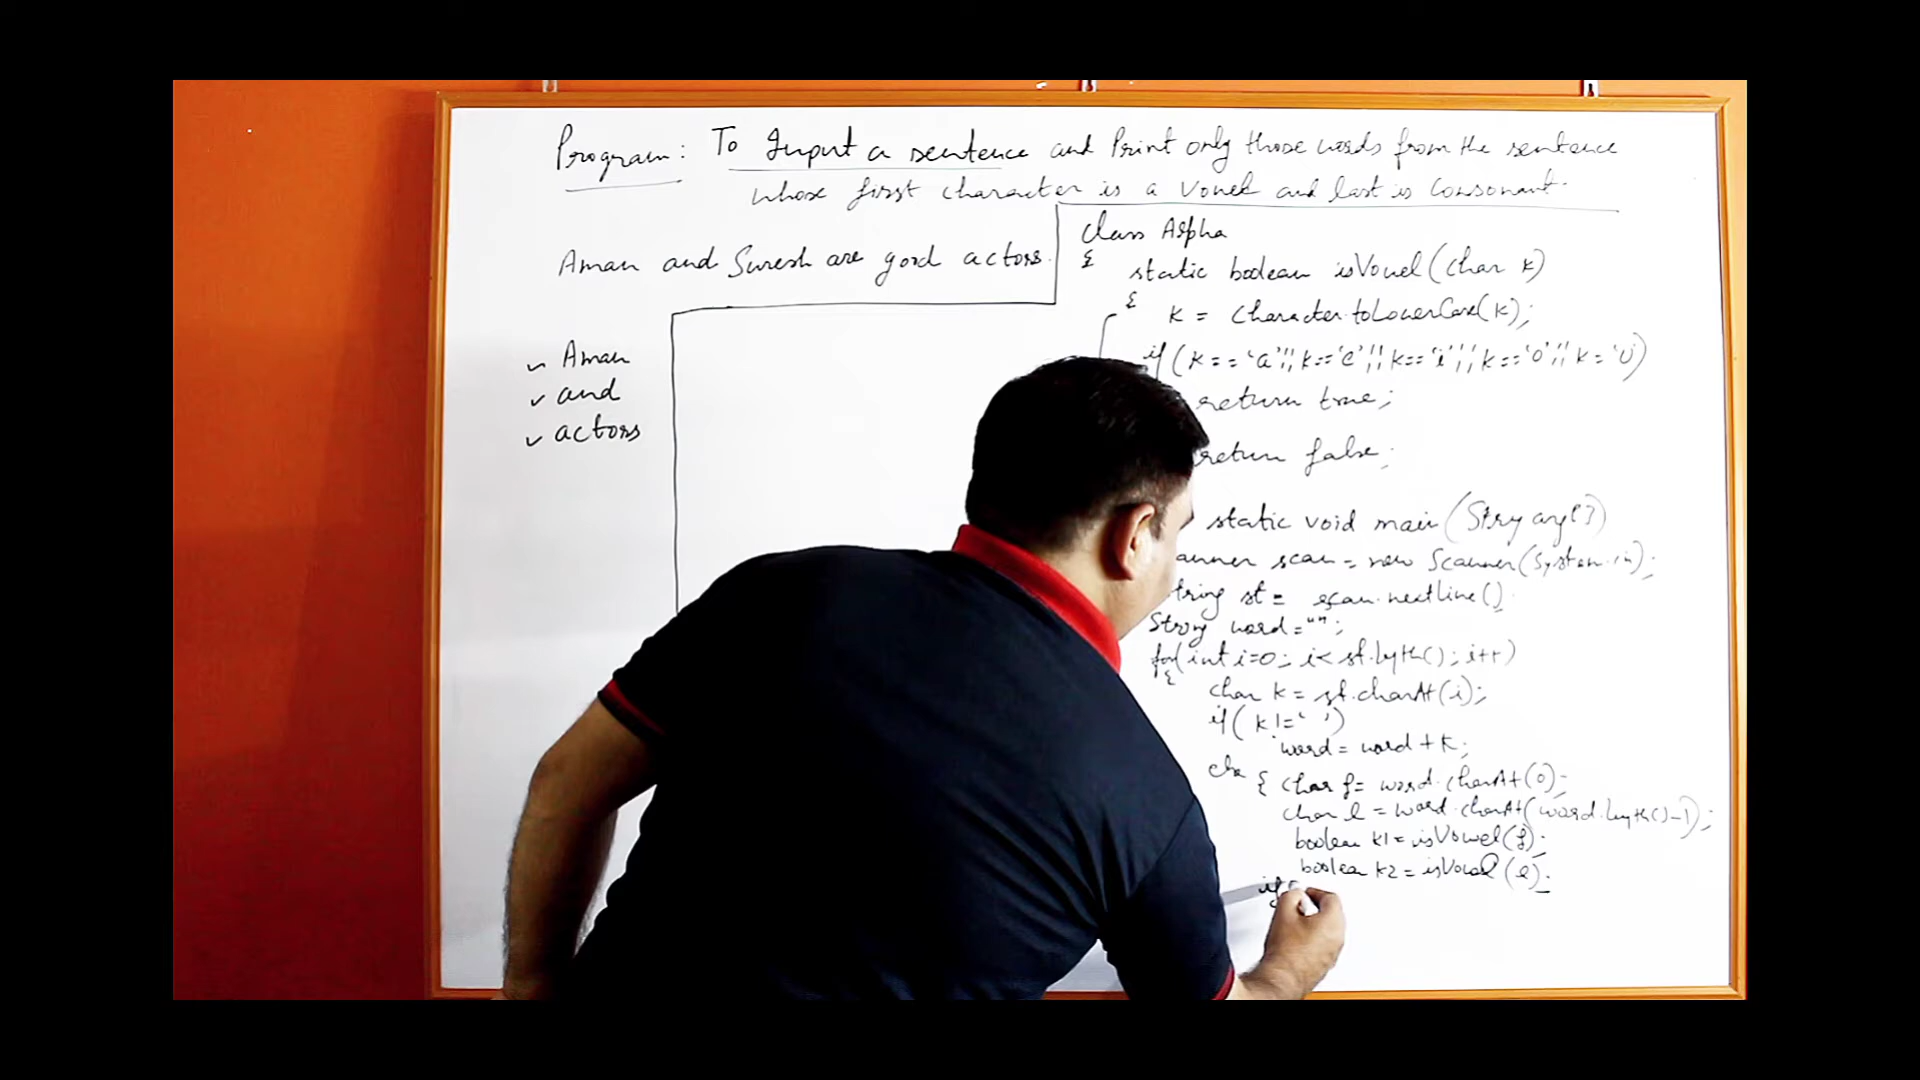 Program: To Input a sentence and Print only those words from the sentence
whose first character is a vowel and last is consonant.
Aman and Suresh are good actors.
Aman
and
actors
class Alpha
{
static boolean isVowel(char k)
{
k = Character.toLowerCase(k);
if(k=='a'||k=='e'||k=='i'||k=='o'||k='u')
return true;
return false;
static void main(String args[])
anner scan = new Scanner(System.in);
tring st = scan.nextLine();
String word="";
for(int i=0; i<st.length(); i++)
{
char k = st.charAt(i);
if(k!=' ')
word = word + k;
else
{ char f= word.charAt(0);
char l = word.charAt(word.length()-1);
boolean k1 = isVowel(f);
boolean k2 = isVowel(l);
if(